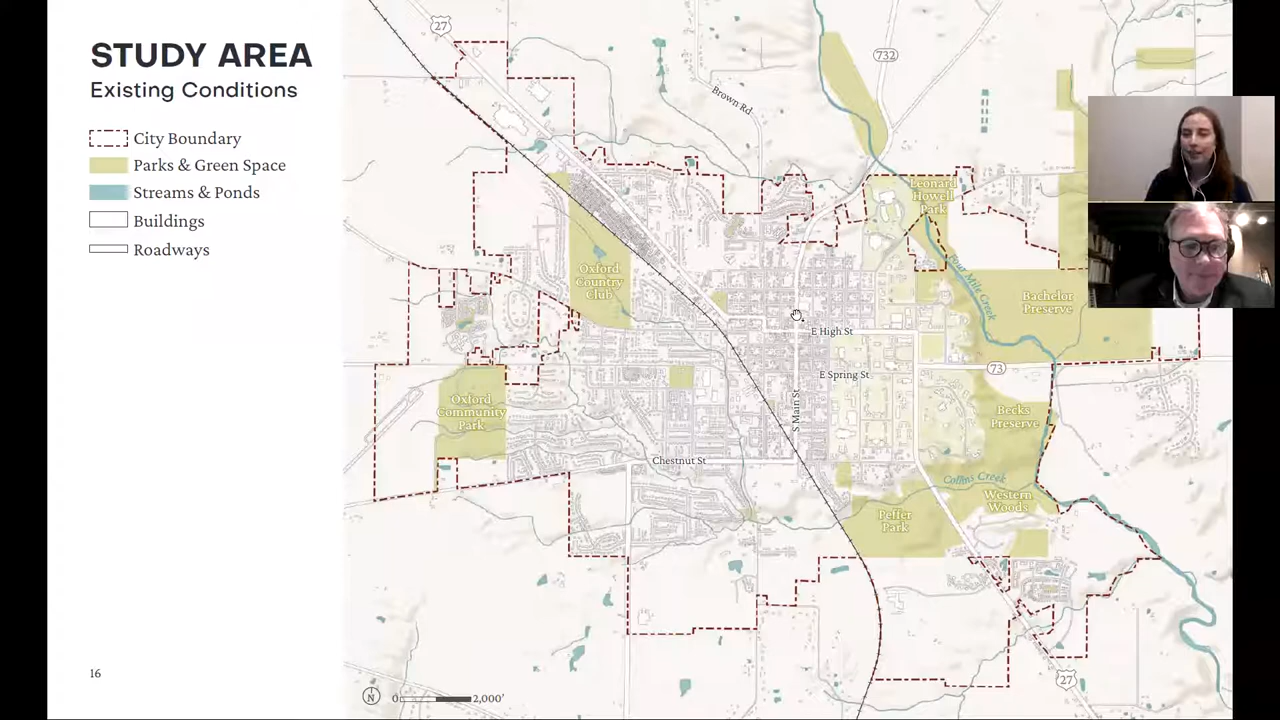 STUDY AREA
Existing Conditions
City Boundary
Parks & Green Space
Streams & Ponds
Buildings
Roadways
27
732
Brown Rd
Leonard
Howell
Park
Four Mile Creek
Oxford
Country
Club
Bachelor
Preserve
E High St
73
E Spring St
S Main St
Oxford
Community
Park
Becks
Preserve
Chestnut St
Collins Creek
Western
Woods
Peffer
Park
27
16
N
0
2,000'